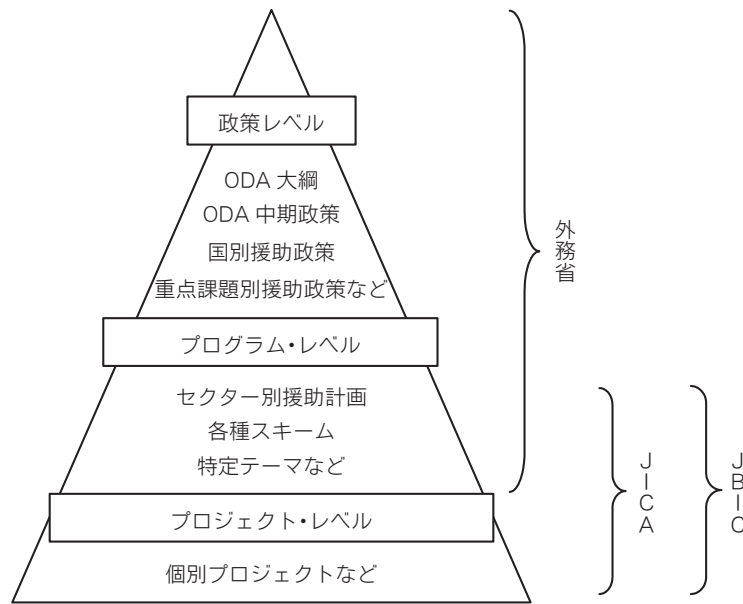 政策レベル
ODA 大綱
ODA 中期政策
国別援助政策
重点課題別援助政策など
プログラム・レベル
セクター別援助計画
各種スキーム
特定テーマなど
プロジェクト・レベル
個別プロジェクトなど
外務省
JICA
JBIC